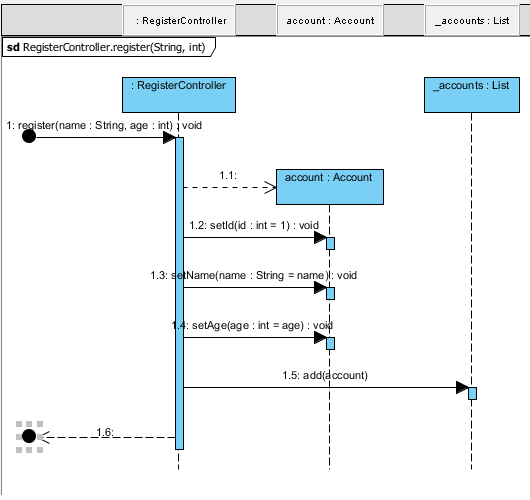 : RegisterController account : Account _accounts : List
sd RegisterController.register(String, int)
: RegisterController _accounts : List
1: register(name : String, age : int) : void
1.1: account : Account
1.2: setId(id : int = 1) : void
1.3: setName(name : String = name) : void
1.4: setAge(age : int = age) : void
1.5: add(account)
1.6: